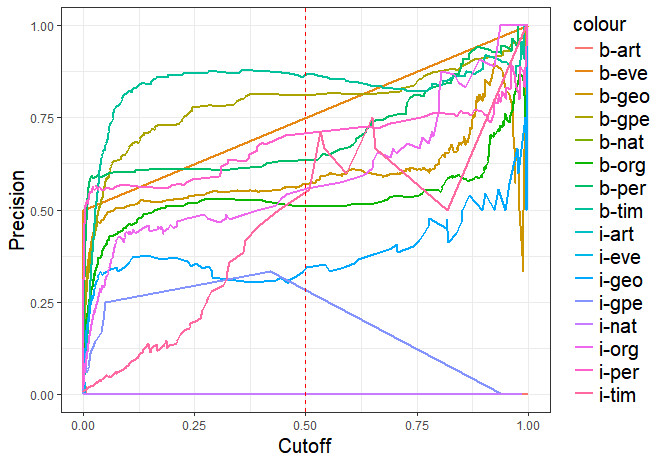 colour
1.00
0.75
0.50
0.25
0.00
Precision
0.00
0.25
0.50
0.75
1.00
Cutoff
b-art
b-eve
b-geo
b-gpe
b-nat
b-org
b-per
b-tim
i-art
i-eve
i-geo
i-gpe
i-nat
i-org
i-per
i-tim